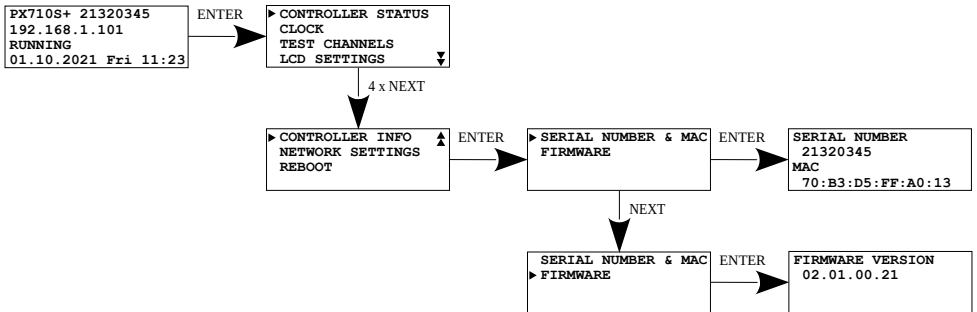 PX710S+ 21320345
192.168.1.101
RUNNING
01.10.2021 Fri 11:23
ENTER
CONTROLLER STATUS
CLOCK
TEST CHANNELS
LCD SETTINGS
4 x NEXT
CONTROLLER INFO
NETWORK SETTINGS
REBOOT
ENTER
SERIAL NUMBER & MAC
FIRMWARE
ENTER
SERIAL NUMBER
21320345
MAC
70:B3:D5:FF:A0:13
NEXT
SERIAL NUMBER & MAC
FIRMWARE
ENTER
FIRMWARE VERSION
02.01.00.21